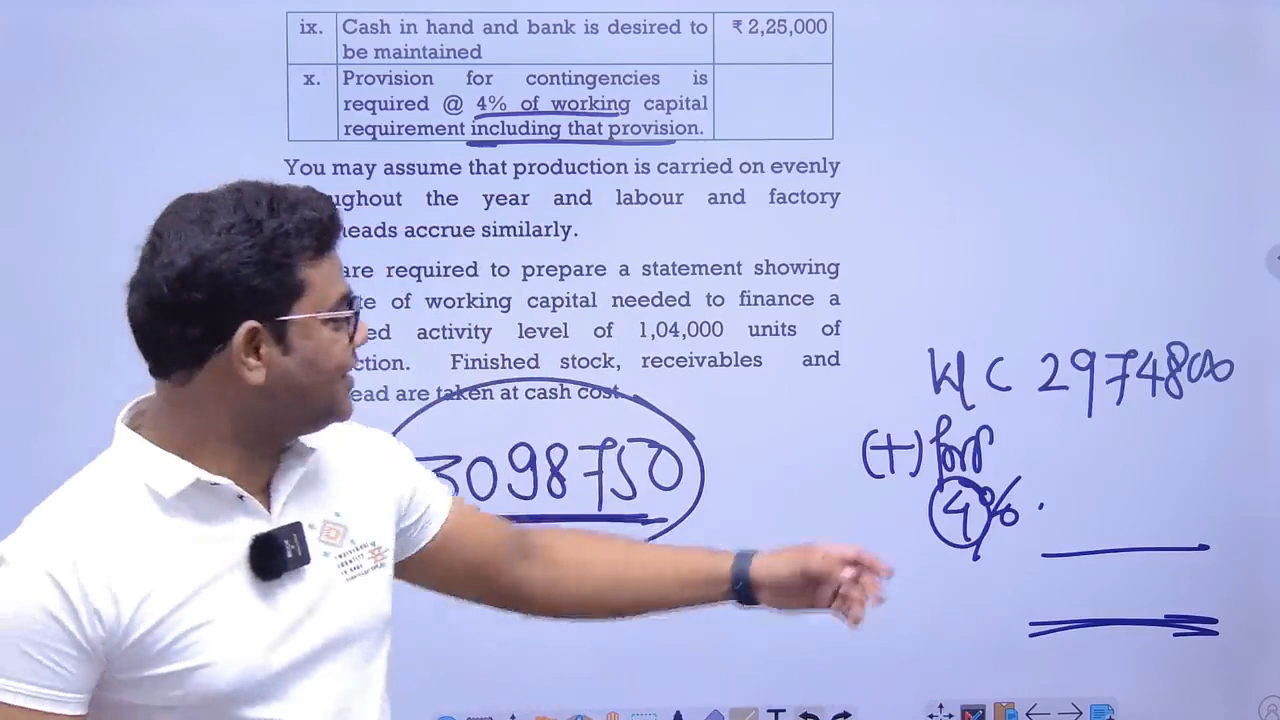 ix. Cash in hand and bank is desired to ₹ 2,25,000
be maintained
x. Provision for contingencies is
required @ 4% of working capital
requirement including that provision.
You may assume that production is carried on evenly
ughout the year and labour and factory
eads accrue similarly.
are required to prepare a statement showing
te of working capital needed to finance a
ed activity level of 1,04,000 units of
ction. Finished stock, receivables and
ead are taken at cash cost.
3098750
W/C 2974800
(+)
4%